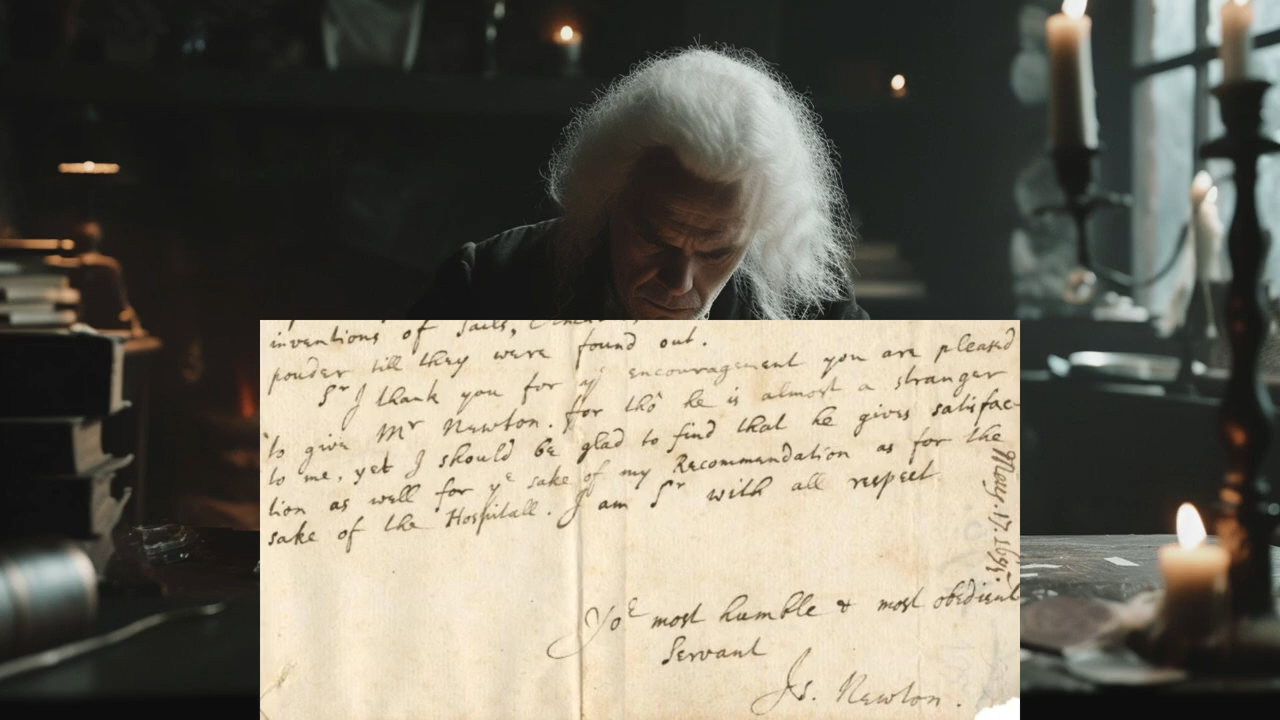 inventions of Sails,
pouder till they were found out.
Sr I thank you for ye encouragement you are pleased
to give Mr Newton. for tho he is almost a stranger
to me, yet I should be glad to find that he gives satisfac-
tion as well for ye sake of my Recommendation as for the
sake of the Hospitall. I am Sr with all respect
Yor most humble & most obedient
Servant
Is. Newton.
May. 17. 1695.